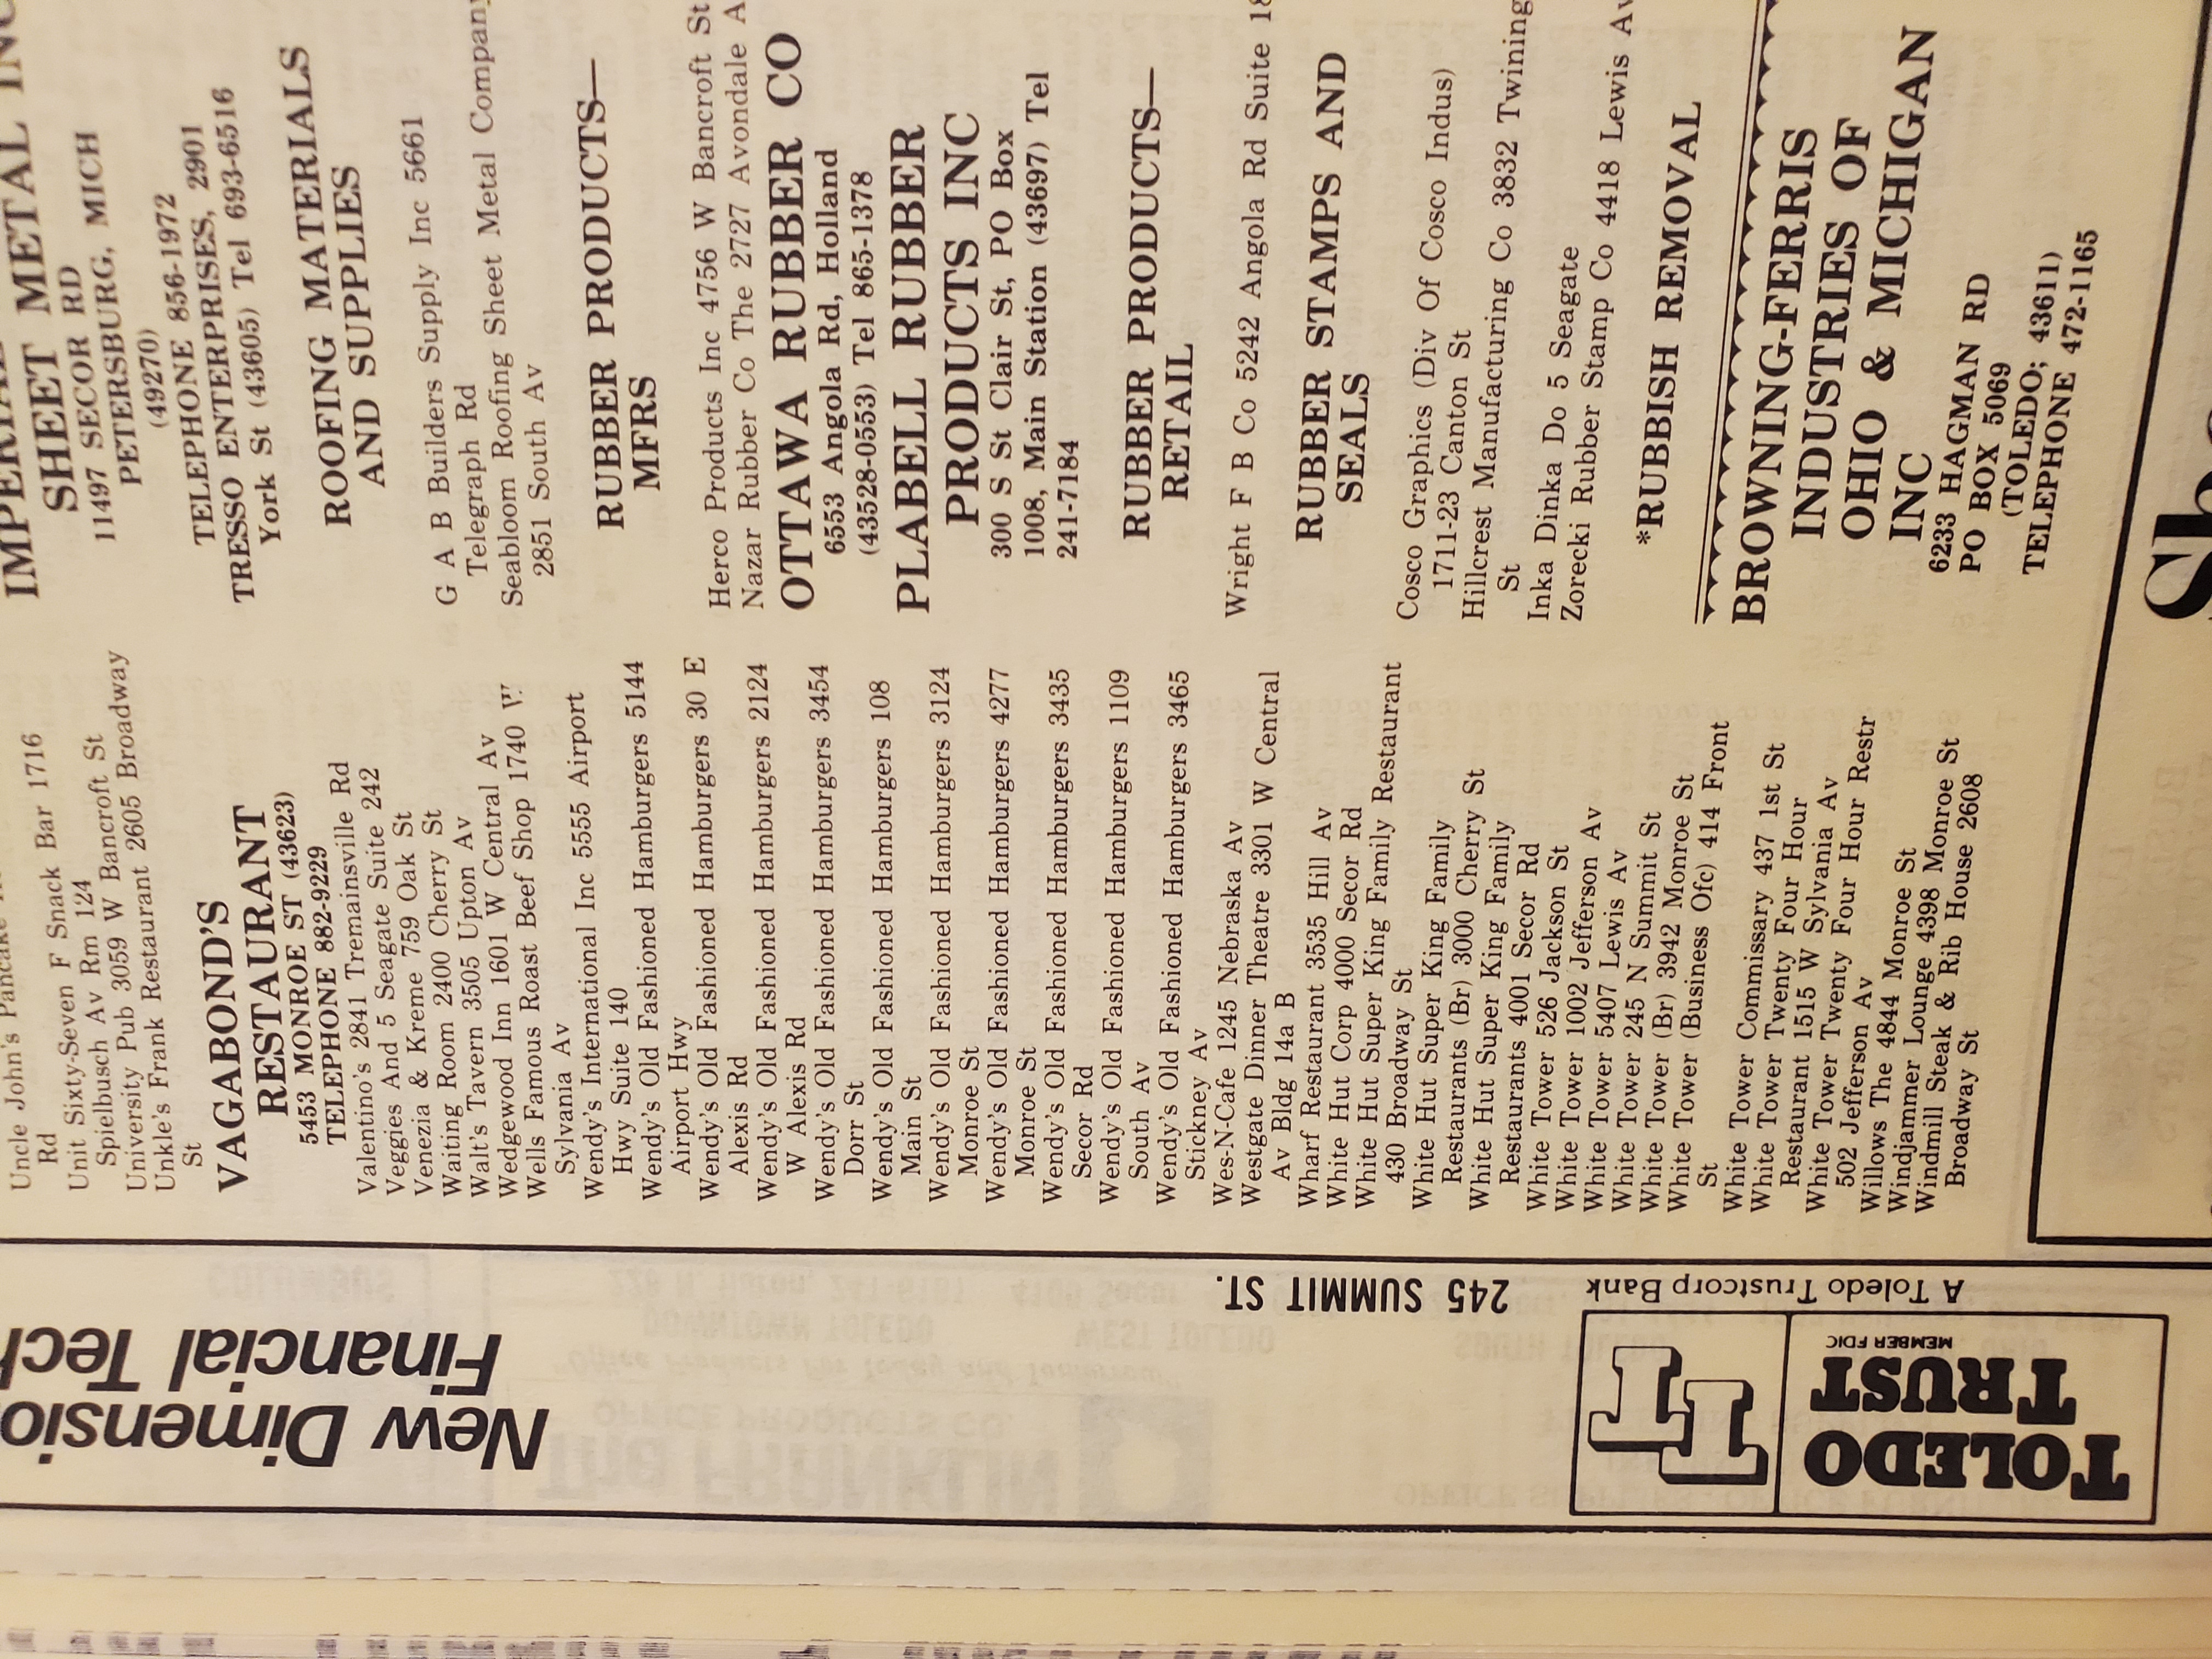 Uncle John's Pancake
Rd
Unit Sixty-Seven F Snack Bar 1716
Spielbusch Av Rm 124
University Pub 3059 W Bancroft St
Unkle's Frank Restaurant 2605 Broadway
St
VAGABOND'S
RESTAURANT
5453 MONROE ST (43623)
TELEPHONE 882-9229
Valentino's 2841 Tremainsville Rd
Veggies And 5 Seagate Suite 242
Venezia & Kreme 759 Oak St
Waiting Room 2400 Cherry St
Walt's Tavern 3505 Upton Av
Wedgewood Inn 1601 W Central Av
Wells Famous Roast Beef Shop 1740 W
Sylvania Av
Wendy's International Inc 5555 Airport
Hwy Suite 140
Wendy's Old Fashioned Hamburgers 5144
Airport Hwy
Wendy's Old Fashioned Hamburgers 30 E
Alexis Rd
Wendy's Old Fashioned Hamburgers 2124
W Alexis Rd
Wendy's Old Fashioned Hamburgers 3454
Dorr St
Wendy's Old Fashioned Hamburgers 108
Main St
Wendy's Old Fashioned Hamburgers 3124
Monroe St
Wendy's Old Fashioned Hamburgers 4277
Monroe St
Wendy's Old Fashioned Hamburgers 3435
Secor Rd
Wendy's Old Fashioned Hamburgers 1109
South Av
Wendy's Old Fashioned Hamburgers 3465
Stickney Av
Wes-N-Cafe 1245 Nebraska Av
Westgate Dinner Theatre 3301 W Central
Av Bldg 14a B
Wharf Restaurant 3535 Hill Av
White Hut Corp 4000 Secor Rd
White Hut Super King Family Restaurant
430 Broadway St
White Hut Super King Family
Restaurants (Br) 3000 Cherry St
White Hut Super King Family
Restaurants 4001 Secor Rd
White Tower 526 Jackson St
White Tower 1002 Jefferson Av
White Tower 5407 Lewis Av
White Tower 245 N Summit St
White Tower (Br) 3942 Monroe St
White Tower (Business Ofc) 414 Front
St
White Tower Commissary 437 1st St
White Tower Twenty Four Hour
Restaurant 1515 W Sylvania Av
White Tower Twenty Four Hour Restr
502 Jefferson Av
Willows The 4844 Monroe St
Windjammer Lounge 4398 Monroe St
Windmill Steak & Rib House 2608
Broadway St
IMPERIAL METAL INC
SHEET METAL
11497 SECOR RD
PETERSBURG, MICH
(49270)
TELEPHONE 856-1972
TRESSO ENTERPRISES, 2901
York St (43605) Tel 693-6516
ROOFING MATERIALS
AND SUPPLIES
G A B Builders Supply Inc 5661
Telegraph Rd
Seabloom Roofing Sheet Metal Company
2851 South Av
RUBBER PRODUCTS—
MFRS
Herco Products Inc 4756 W Bancroft St
Nazar Rubber Co The 2727 Avondale A
OTTAWA RUBBER CO
6553 Angola Rd, Holland
(43528-0553) Tel 865-1378
PLABELL RUBBER
PRODUCTS INC
300 S St Clair St, PO Box
1008, Main Station (43697) Tel
241-7184
RUBBER PRODUCTS—
RETAIL
Wright F B Co 5242 Angola Rd Suite 18
RUBBER STAMPS AND
SEALS
Cosco Graphics (Div Of Cosco Indus)
1711-23 Canton St
Hillcrest Manufacturing Co 3832 Twining
St
Inka Dinka Do 5 Seagate
Zorecki Rubber Stamp Co 4418 Lewis Av
*RUBBISH REMOVAL
BROWNING-FERRIS
INDUSTRIES OF
OHIO & MICHIGAN
INC
6233 HAGMAN RD
PO BOX 5069
(TOLEDO; 43611)
TELEPHONE 472-1165
Sh
New Dimensio
Financial Tech
245 SUMMIT ST.
TT
TOLEDO
TRUST
MEMBER FDIC
A Toledo Trustcorp Bank